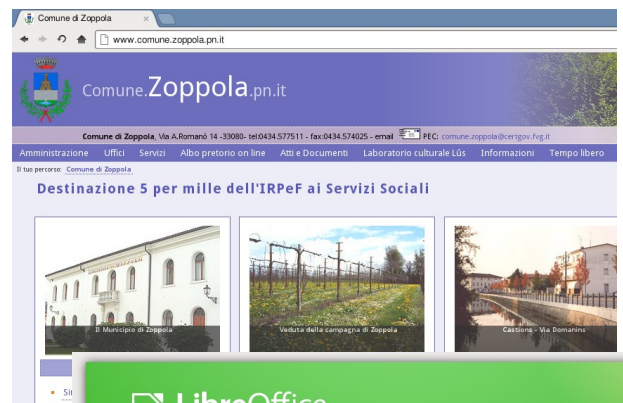 Comune di Zoppola
www.comune.zoppola.pn.it
Comune.Zoppola.pn.it
Comune di Zoppola, Via A.Romanó 14 -33080- tel:0434.577511 - fax:0434.574025 - email PEC: comune.zoppola@certgov.fvg.it
Amministrazione Uffici Servizi Albo pretorio on line Atti e Documenti Laboratorio culturale Lûs Informazioni Tempo libero
Il tuo percorso: Comune di Zoppola
Destinazione 5 per mille dell'IRPeF ai Servizi Sociali
Il Municipio di Zoppola
Veduta della campagna di Zoppola
Castions - Via Domanins
LibreOffice